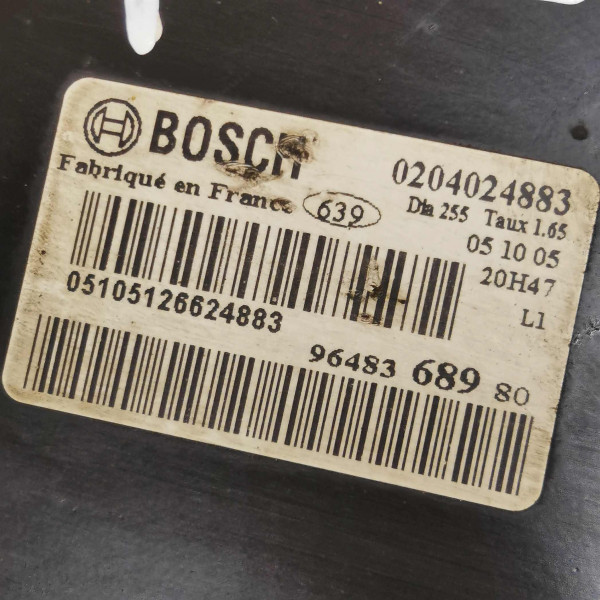 BOSCH
0204024883
Fabriqué en France 639
Dia 255 Taux 1.65
05 10 05
20H47
05105126624883
L1
96483 689 80